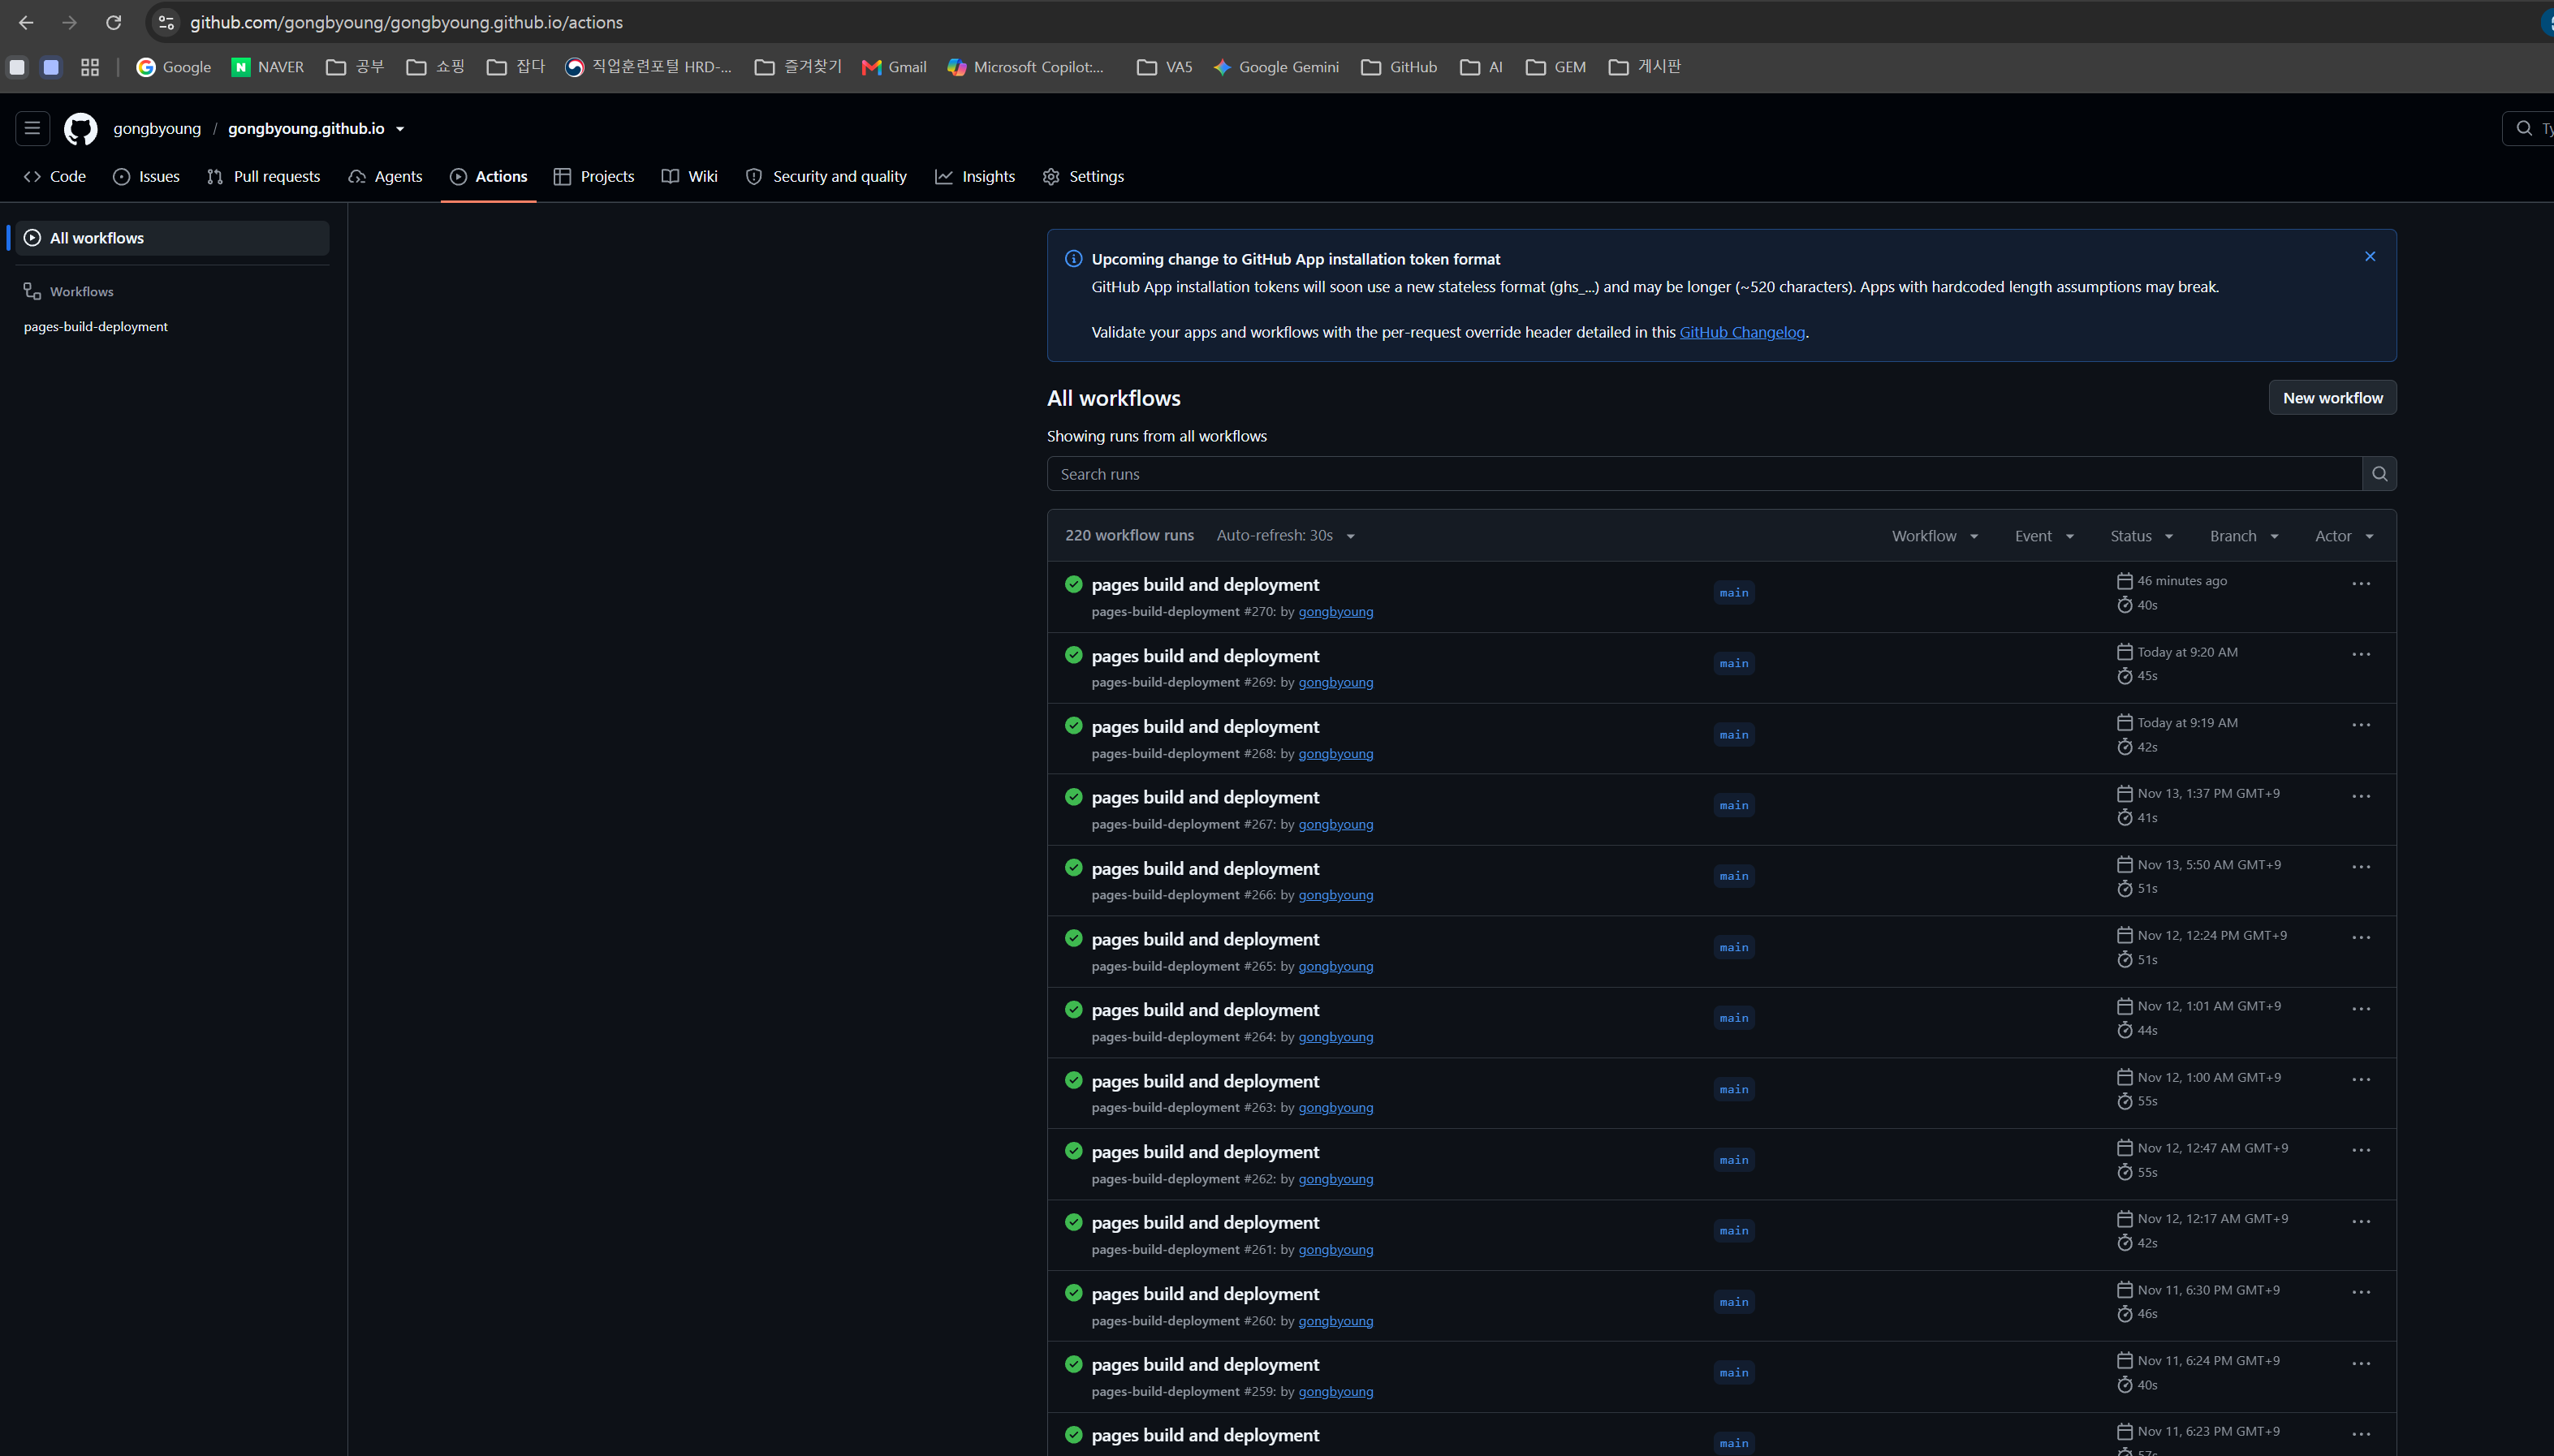 github.com/gongbyoung/gongbyoung.github.io/actions
Google NAVER 공부 쇼핑 잡다 직업훈련포털 HRD-... 즐겨찾기 Gmail Microsoft Copilot:... VA5 Google Gemini GitHub AI GEM 게시판
gongbyoung / gongbyoung.github.io
Code Issues Pull requests Agents Actions Projects Wiki Security and quality Insights Settings
All workflows
Workflows
pages-build-deployment
Upcoming change to GitHub App installation token format
GitHub App installation tokens will soon use a new stateless format (ghs_...) and may be longer (~520 characters). Apps with hardcoded length assumptions may break.
Validate your apps and workflows with the per-request override header detailed in this GitHub Changelog.
All workflows
New workflow
Showing runs from all workflows
Search runs
220 workflow runs Auto-refresh: 30s Workflow Event Status Branch Actor
pages build and deployment
pages-build-deployment #270: by gongbyoung
main
46 minutes ago
40s
pages build and deployment
pages-build-deployment #269: by gongbyoung
main
Today at 9:20 AM
45s
pages build and deployment
pages-build-deployment #268: by gongbyoung
main
Today at 9:19 AM
42s
pages build and deployment
pages-build-deployment #267: by gongbyoung
main
Nov 13, 1:37 PM GMT+9
41s
pages build and deployment
pages-build-deployment #266: by gongbyoung
main
Nov 13, 5:50 AM GMT+9
51s
pages build and deployment
pages-build-deployment #265: by gongbyoung
main
Nov 12, 12:24 PM GMT+9
51s
pages build and deployment
pages-build-deployment #264: by gongbyoung
main
Nov 12, 1:01 AM GMT+9
44s
pages build and deployment
pages-build-deployment #263: by gongbyoung
main
Nov 12, 1:00 AM GMT+9
55s
pages build and deployment
pages-build-deployment #262: by gongbyoung
main
Nov 12, 12:47 AM GMT+9
55s
pages build and deployment
pages-build-deployment #261: by gongbyoung
main
Nov 12, 12:17 AM GMT+9
42s
pages build and deployment
pages-build-deployment #260: by gongbyoung
main
Nov 11, 6:30 PM GMT+9
46s
pages build and deployment
pages-build-deployment #259: by gongbyoung
main
Nov 11, 6:24 PM GMT+9
40s
pages build and deployment
main
Nov 11, 6:23 PM GMT+9